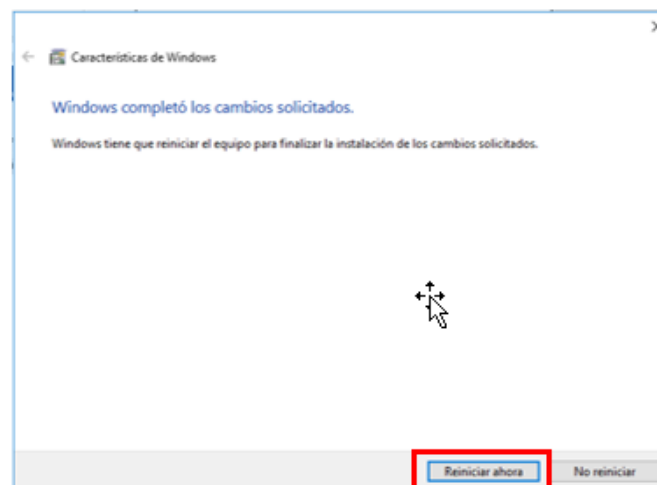 Características de Windows
Windows completó los cambios solicitados.
Windows tiene que reiniciar el equipo para finalizar la instalación de los cambios solicitados.
Reiniciar ahora
No reiniciar